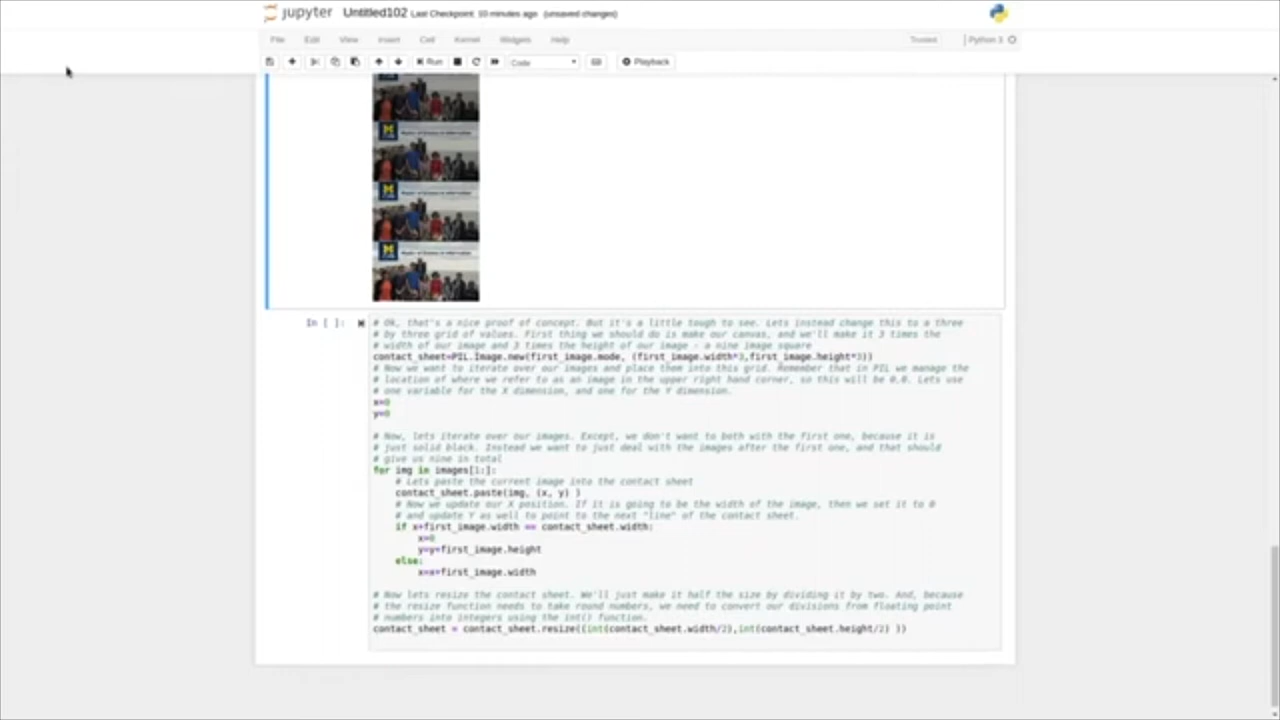 jupyter Untitled102 Last Checkpoint: 10 minutes ago (unsaved changes)
File Edit View Insert Cell Kernel Widgets Help Trusted Python 3
Run Code Playback
M Master of Science in Information
M Master of Science in Information
M Master of Science in Information
In [ ]:
# Ok, that's a nice proof of concept. But it's a little tough to see. Lets instead change this to a three
# by three grid of values. First thing we should do is make our canvas, and we'll make it 3 times the
# width of our image and 3 times the height of our image - a nine image square
contact_sheet=PIL.Image.new(first_image.mode, (first_image.width*3,first_image.height*3))
# Now we want to iterate over our images and place them into this grid. Remember that in PIL we manage the
# location of where we refer to as an image in the upper right hand corner, so this will be 0,0. Lets use
# one variable for the X dimension, and one for the Y dimension.
x=0
y=0
# Now, lets iterate over our images. Except, we don't want to both with the first one, because it is
# just solid black. Instead we want to just deal with the images after the first one, and that should
# give us nine in total
for img in images[1:]:
# Lets paste the current image into the contact sheet
contact_sheet.paste(img, (x, y) )
# Now we update our X position. If it is going to be the width of the image, then we set it to 0
# and update Y as well to point to the next "line" of the contact sheet.
if x+first_image.width == contact_sheet.width:
x=0
y=y+first_image.height
else:
x=x+first_image.width
# Now lets resize the contact sheet. We'll just make it half the size by dividing it by two. And, because
# the resize function needs to take round numbers, we need to convert our divisions from floating point
# numbers into integers using the int() function.
contact_sheet = contact_sheet.resize((int(contact_sheet.width/2),int(contact_sheet.height/2) ))